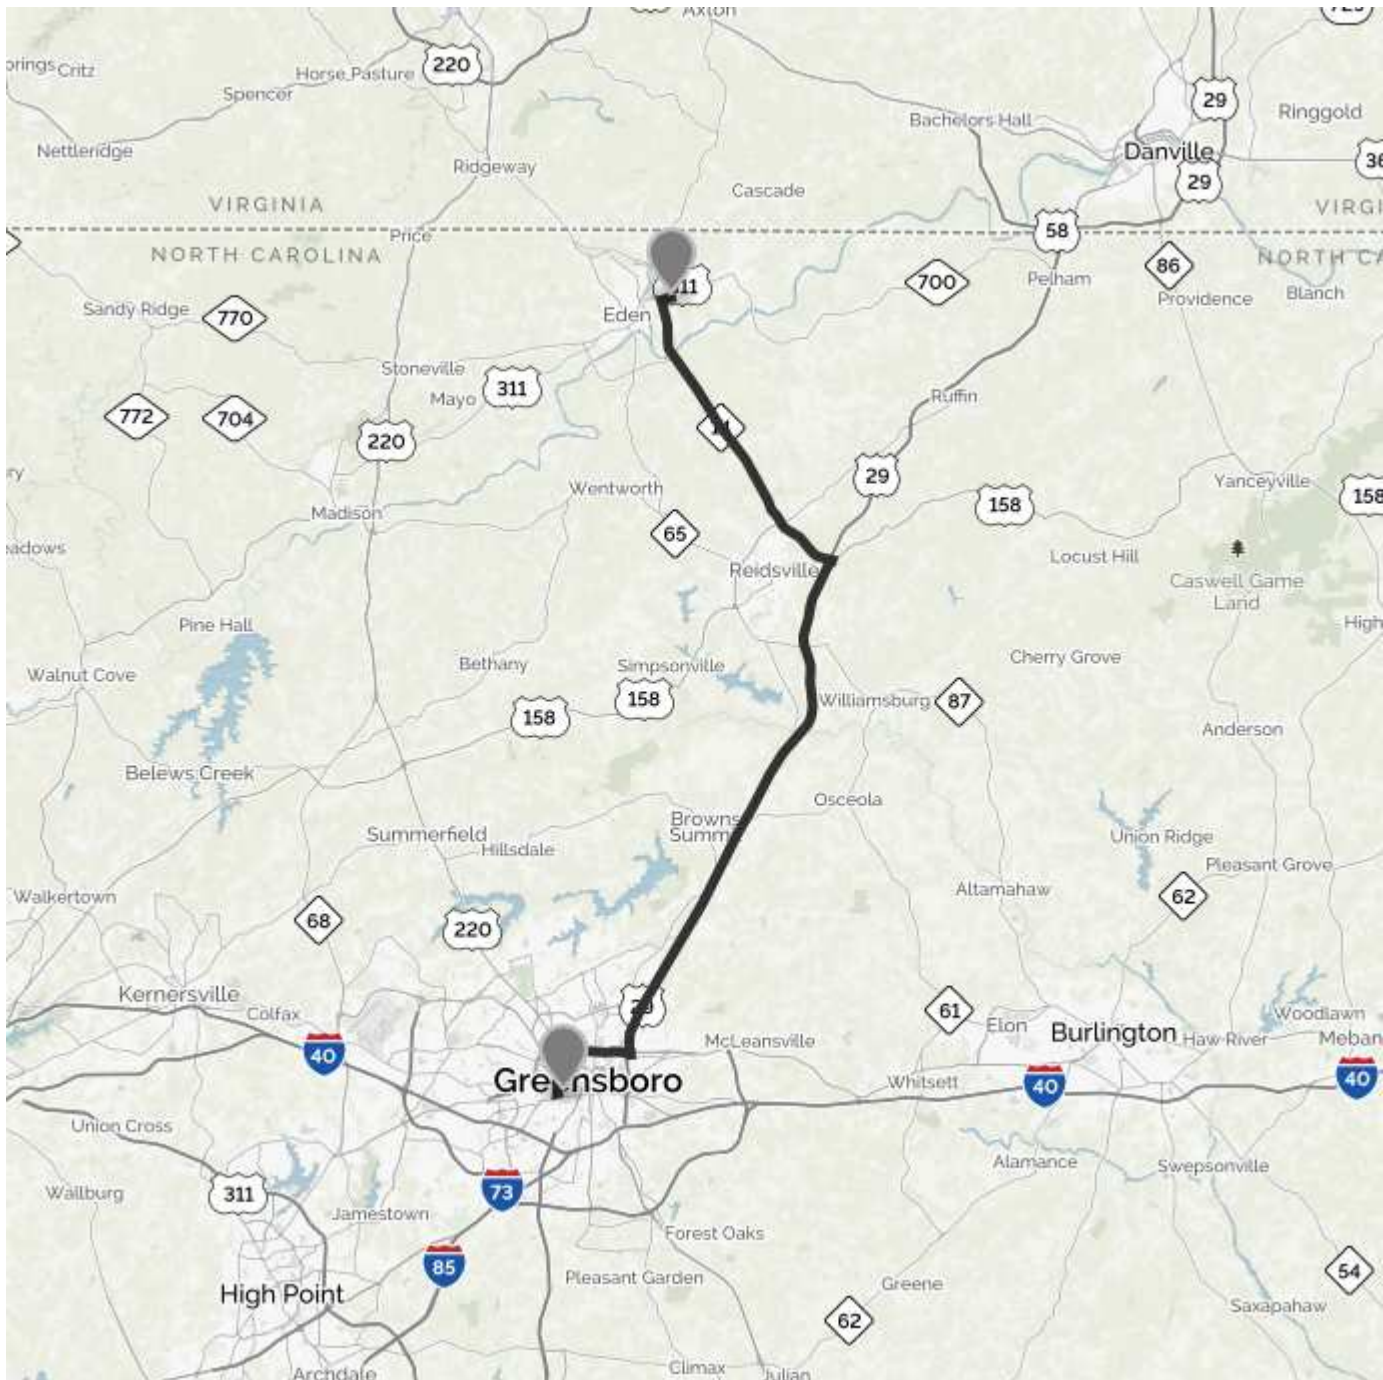 Axton
220
Critz
Horse Pasture
Spencer
29
Ringgold
Bachelors Hall
Nettleridge
Danville
Ridgeway
29
Cascade
VIRGINIA
58
Price
NORTH CAROLINA
86
700
Pelham
Providence
Blanch
Sandy Ridge
770
Eden
Stoneville
311
Mayo
Ruffin
772
704
220
29
Wentworth
Yanceyville
158
158
Madison
65
Locust Hill
Reidsville
Caswell Game
Land
Pine Hall
Bethany
Simpsonville
Cherry Grove
Walnut Cove
158
158
Williamsburg
87
Anderson
Belews Creek
Osceola
Browns
Summerfield
Hillsdale
Union Ridge
Pleasant Grove
Walkertown
Altamahaw
62
68
220
Kernersville
Colfax
61
Elon
Burlington
Haw River
Woodlawn
40
McLeansville
Greensboro
Whitsett
40
40
Union Cross
Alamance
Swepsonville
Wallburg
311
73
Jamestown
Forest Oaks
85
Pleasant Garden
High Point
Greene
54
62
Saxapahaw
Climax
Julian
Archdale